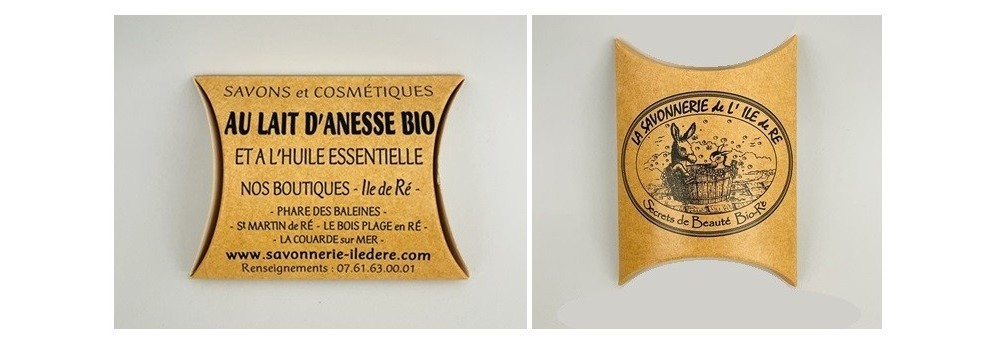 SAVONS et COSMÉTIQUES
AU LAIT D'ANESSE BIO
ET A L'HUILE ESSENTIELLE
NOS BOUTIQUES - Ile de Ré -
- PHARE DES BALEINES -
- St MARTIN de RÉ - LE BOIS PLAGE en RÉ -
- LA COUARDE sur MER -
www.savonnerie-iledere.com
Renseignements : 07.61.63.00.01
LA SAVONNERIE de L' ILE de RE
Secrets de Beauté Bio-Ré